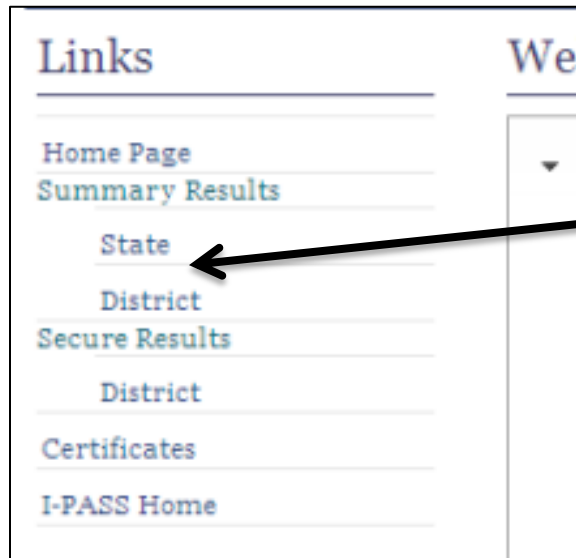 Links
We
Home Page
Summary Results
State
District
Secure Results
District
Certificates
I-PASS Home